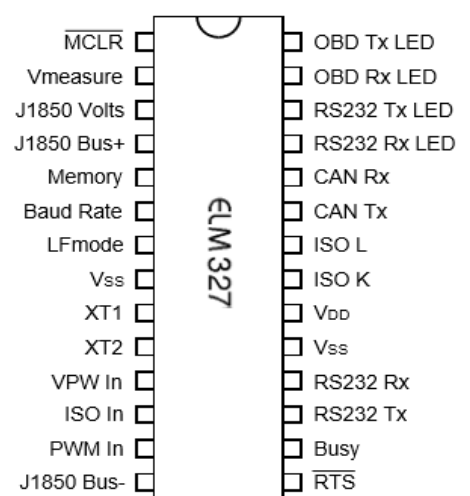 MCLR
Vmeasure
J1850 Volts
J1850 Bus+
Memory
Baud Rate
LFmode
Vss
XT1
XT2
VPW In
ISO In
PWM In
J1850 Bus-
ELM327
OBD Tx LED
OBD Rx LED
RS232 Tx LED
RS232 Rx LED
CAN Rx
CAN Tx
ISO L
ISO K
VDD
Vss
RS232 Rx
RS232 Tx
Busy
RTS